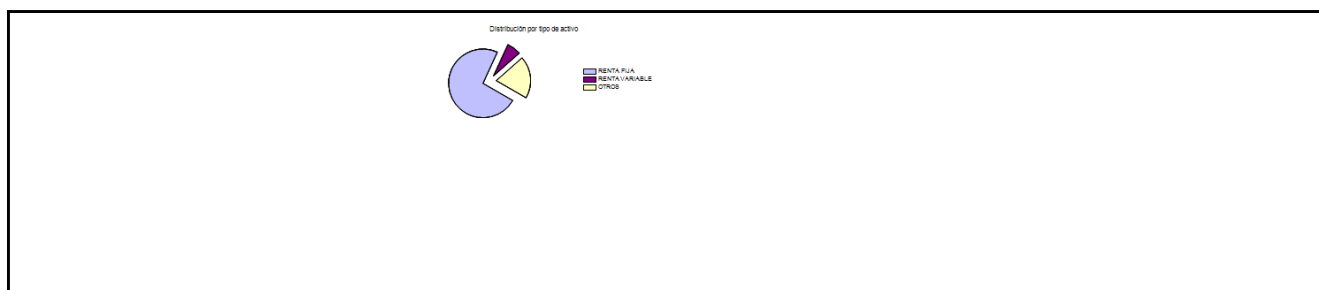 Distribución por tipo de activo
RENTA FIJA
RENTA VARIABLE
OTROS